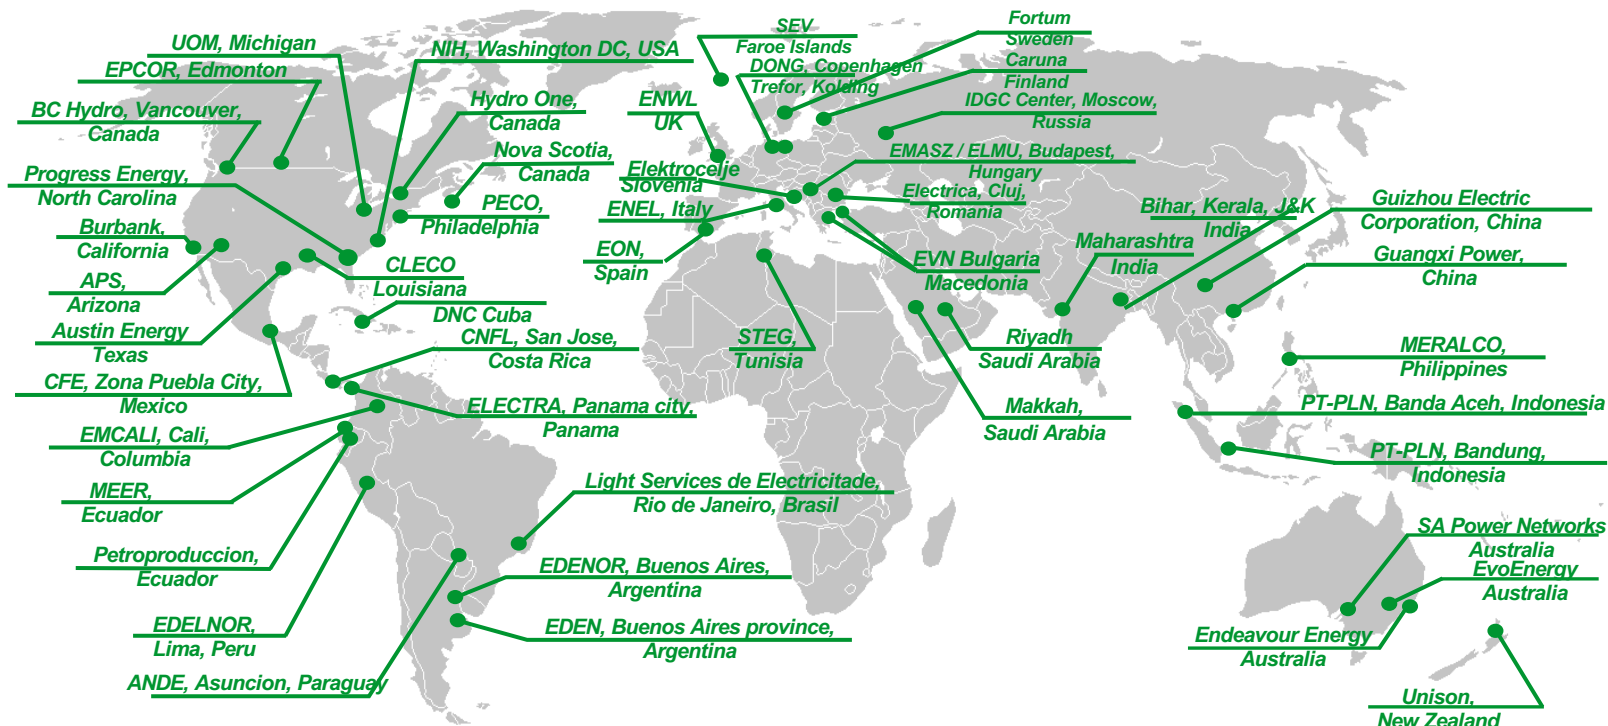 UOM, Michigan
EPCOR, Edmonton
BC Hydro, Vancouver,
Canada
Progress Energy,
North Carolina
Burbank,
California
APS,
Arizona
Austin Energy
Texas
CFE, Zona Puebla City,
Mexico
EMCALI, Cali,
Columbia
MEER,
Ecuador
Petroproduccion,
Ecuador
EDELNOR,
Lima, Peru
ANDE, Asuncion, Paraguay
NIH, Washington DC, USA
Hydro One,
Canada
Nova Scotia,
Canada
PECO,
Philadelphia
CLECO
Louisiana
DNC Cuba
CNFL, San Jose,
Costa Rica
ELECTRA, Panama city,
Panama
Light Services de Electricitade,
Rio de Janeiro, Brasil
EDENOR, Buenos Aires,
Argentina
EDEN, Buenos Aires province,
Argentina
SEV
Faroe Islands
DONG, Copenhagen
Trefor, Kolding
ENWL
UK
Elektrocelje
Slovenia
ENEL, Italy
EON,
Spain
STEG,
Tunisia
Fortum
Sweden
Caruna
Finland
IDGC Center, Moscow,
Russia
EMASZ / ELMU, Budapest,
Hungary
Electrica, Cluj,
Romania
EVN Bulgaria
Macedonia
Riyadh
Saudi Arabia
Makkah,
Saudi Arabia
Maharashtra
India
Bihar, Kerala, J&K
India
Guizhou Electric
Corporation, China
Guangxi Power,
China
MERALCO,
Philippines
PT-PLN, Banda Aceh, Indonesia
PT-PLN, Bandung,
Indonesia
SA Power Networks
Australia
EvoEnergy
Australia
Endeavour Energy
Australia
Unison,
New Zealand